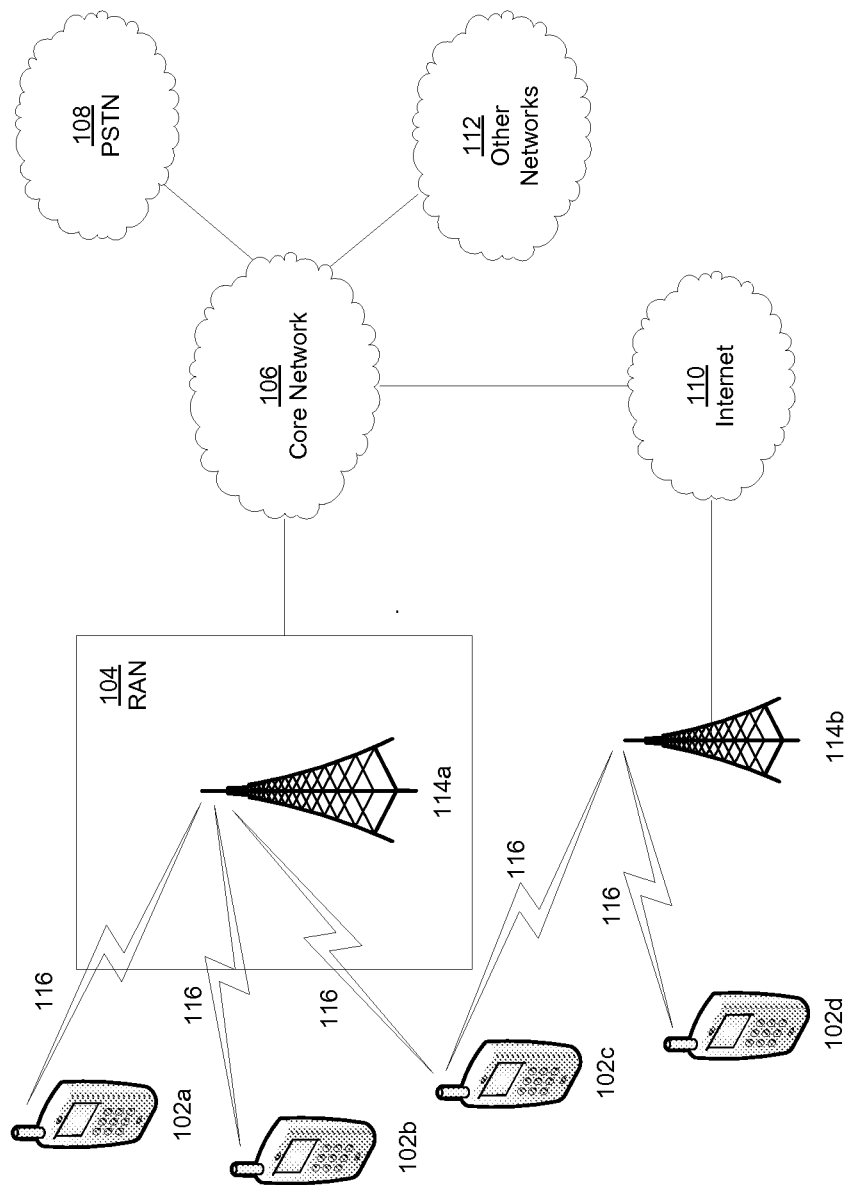 102a
102b
102c
102d
116
116
116
116
116
104
RAN
114a
114b
106
Core Network
108
PSTN
110
Internet
112
Other
Networks